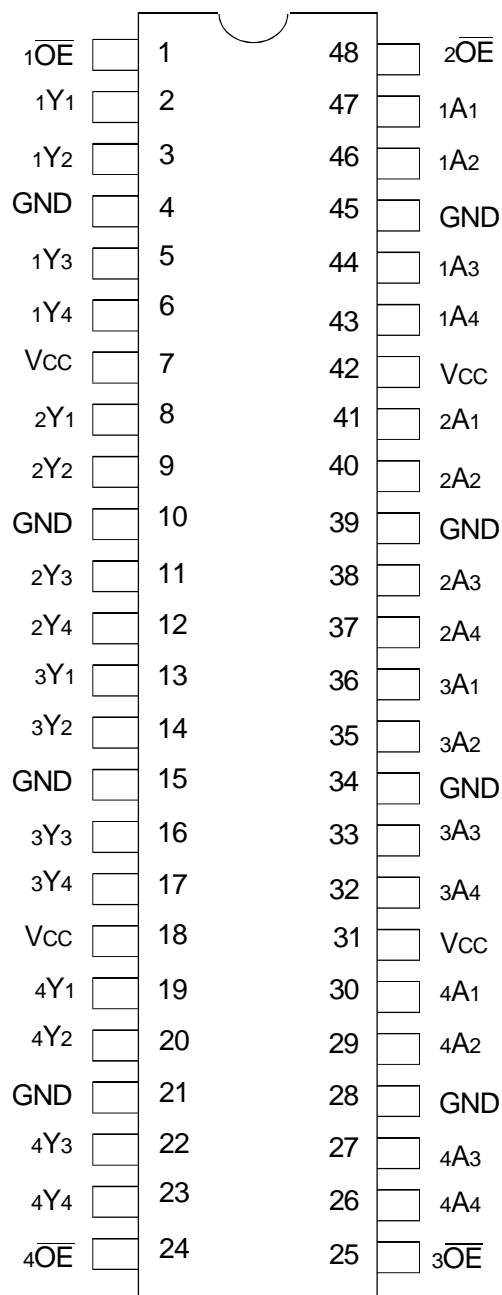 1OE 1 48 2OE
1Y1 2 47 1A1
1Y2 3 46 1A2
GND 4 45 GND
1Y3 5 44 1A3
1Y4 6 43 1A4
VCC 7 42 VCC
2Y1 8 41 2A1
2Y2 9 40 2A2
GND 10 39 GND
2Y3 11 38 2A3
2Y4 12 37 2A4
3Y1 13 36 3A1
3Y2 14 35 3A2
GND 15 34 GND
3Y3 16 33 3A3
3Y4 17 32 3A4
VCC 18 31 VCC
4Y1 19 30 4A1
4Y2 20 29 4A2
GND 21 28 GND
4Y3 22 27 4A3
4Y4 23 26 4A4
4OE 24 25 3OE